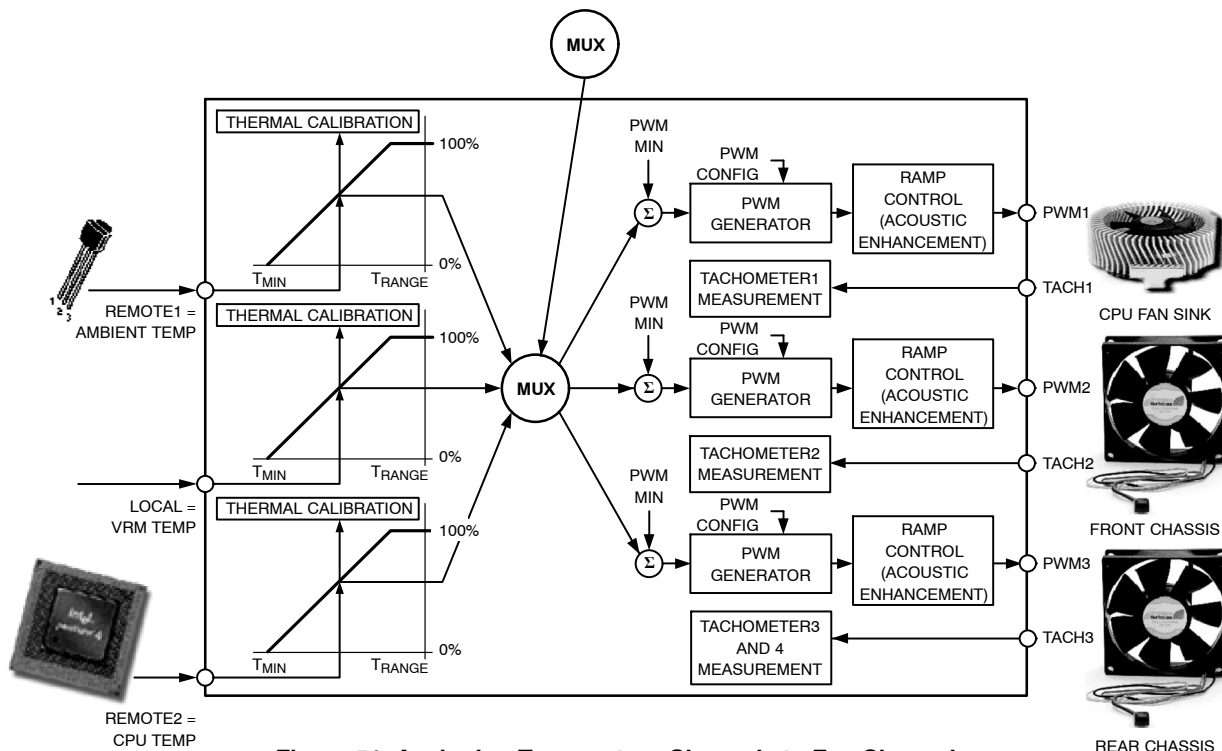 MUX
THERMAL CALIBRATION
100%
0%
TMIN
TRANGE
REMOTE1 =
AMBIENT TEMP
THERMAL CALIBRATION
100%
0%
TMIN
TRANGE
LOCAL =
VRM TEMP
THERMAL CALIBRATION
100%
0%
TMIN
TRANGE
REMOTE2 =
CPU TEMP
1
2
3
intel
MUX
PWM
MIN
Σ
PWM
CONFIG
PWM
GENERATOR
RAMP
CONTROL
(ACOUSTIC
ENHANCEMENT)
PWM1
TACHOMETER1
MEASUREMENT
TACH1
CPU FAN SINK
PWM
MIN
Σ
PWM
CONFIG
PWM
GENERATOR
RAMP
CONTROL
(ACOUSTIC
ENHANCEMENT)
PWM2
TACHOMETER2
MEASUREMENT
TACH2
FRONT CHASSIS
PWM
MIN
Σ
PWM
CONFIG
PWM
GENERATOR
RAMP
CONTROL
(ACOUSTIC
ENHANCEMENT)
PWM3
TACHOMETER3
AND 4
MEASUREMENT
TACH3
REAR CHASSIS